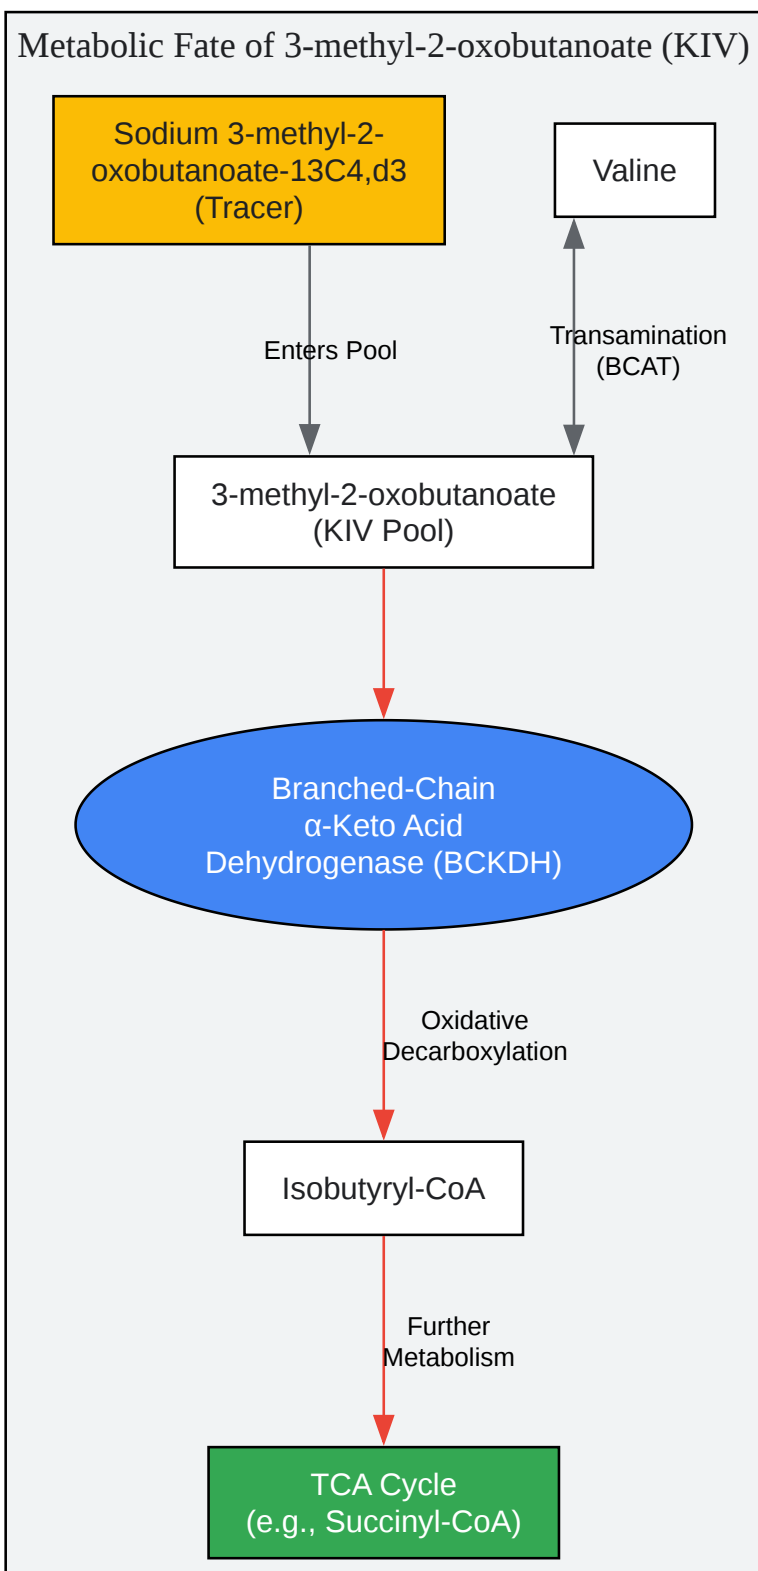 Metabolic Fate of 3-methyl-2-oxobutanoate (KIV)
Sodium 3-methyl-2-
oxobutanoate-13C4,d3
(Tracer)
Valine
Enters Pool
Transamination
(BCAT)
3-methyl-2-oxobutanoate
(KIV Pool)
Branched-Chain
α-Keto Acid
Dehydrogenase (BCKDH)
Oxidative
Decarboxylation
Isobutyryl-CoA
Further
Metabolism
TCA Cycle
(e.g., Succinyl-CoA)